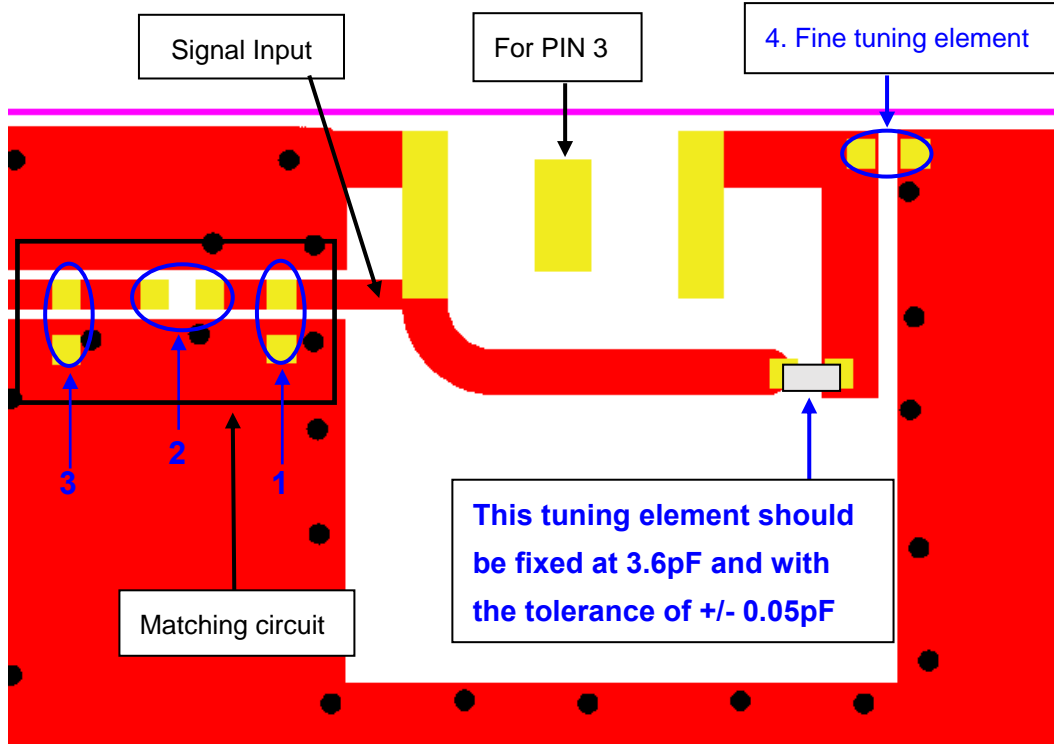 Signal Input
For PIN 3
4. Fine tuning element
3
2
1
This tuning element should
be fixed at 3.6pF and with
the tolerance of +/- 0.05pF
Matching circuit